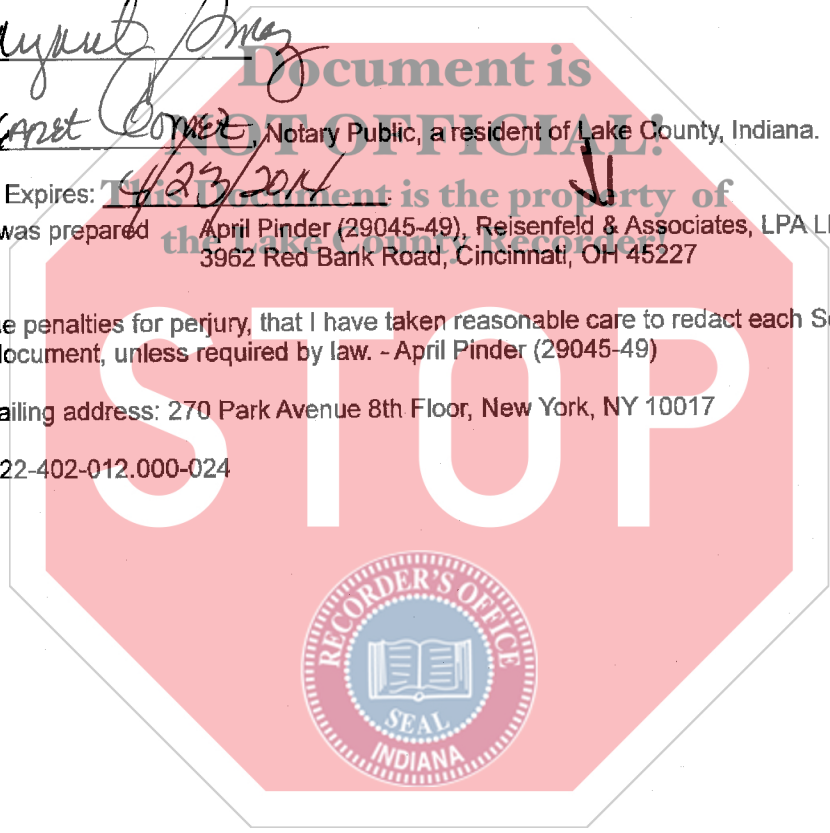 Document is
NOT OFFICIAL!
, Notary Public, a resident of Lake County, Indiana.
Expires: 4/23/2014
This Document is the property of
the Lake County Recorder!
was prepared April Pinder (29045-49), Reisenfeld & Associates, LPA
3962 Red Bank Road, Cincinnati, OH 45227
penalties for perjury, that I have taken reasonable care to redact each
document, unless required by law. - April Pinder (29045-49)
ailing address: 270 Park Avenue 8th Floor, New York, NY 10017
22-402-012.000-024
STOP
RECORDER'S OFFICE
SEAL
INDIANA